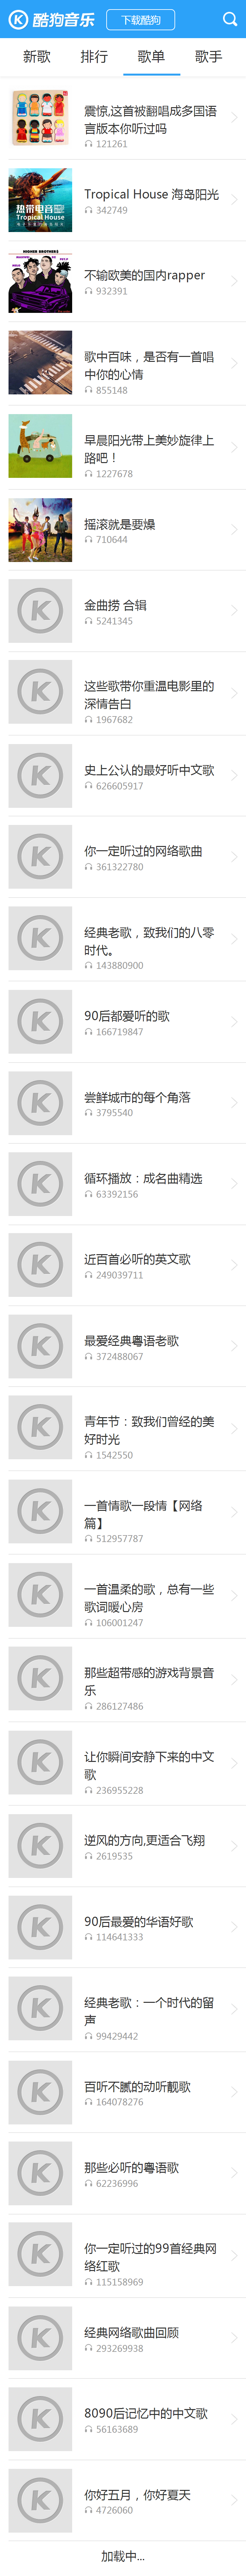 酷狗音乐 下载酷狗
新歌 排行 歌单 歌手
震惊,这首被翻唱成多国语
言版本你听过吗
121261
热带电音
Tropical House
Tropical House 海岛阳光
342749
HIGHER BROTHERS
不输欧美的国内rapper
932391
歌中百味，是否有一首唱
中你的心情
855148
早晨阳光带上美妙旋律上
路吧！
1227678
摇滚就是要燥
710644
金曲捞 合辑
5241345
这些歌带你重温电影里的
深情告白
1967682
史上公认的最好听中文歌
626605917
你一定听过的网络歌曲
361322780
经典老歌，致我们的八零
时代。
143880900
90后都爱听的歌
166719847
尝鲜城市的每个角落
3795540
循环播放：成名曲精选
63392156
近百首必听的英文歌
249039711
最爱经典粤语老歌
372488067
青年节：致我们曾经的美
好时光
1542550
一首情歌一段情【网络
篇】
512957787
一首温柔的歌，总有一些
歌词暖心房
106001247
那些超带感的游戏背景音
乐
286127486
让你瞬间安静下来的中文
歌
236955228
逆风的方向,更适合飞翔
2619535
90后最爱的华语好歌
114641333
经典老歌：一个时代的留
声
99429442
百听不腻的动听靓歌
164078276
那些必听的粤语歌
62236996
你一定听过的99首经典网
络红歌
115158969
经典网络歌曲回顾
293269938
8090后记忆中的中文歌
56163689
你好五月，你好夏天
4726060
加载中...